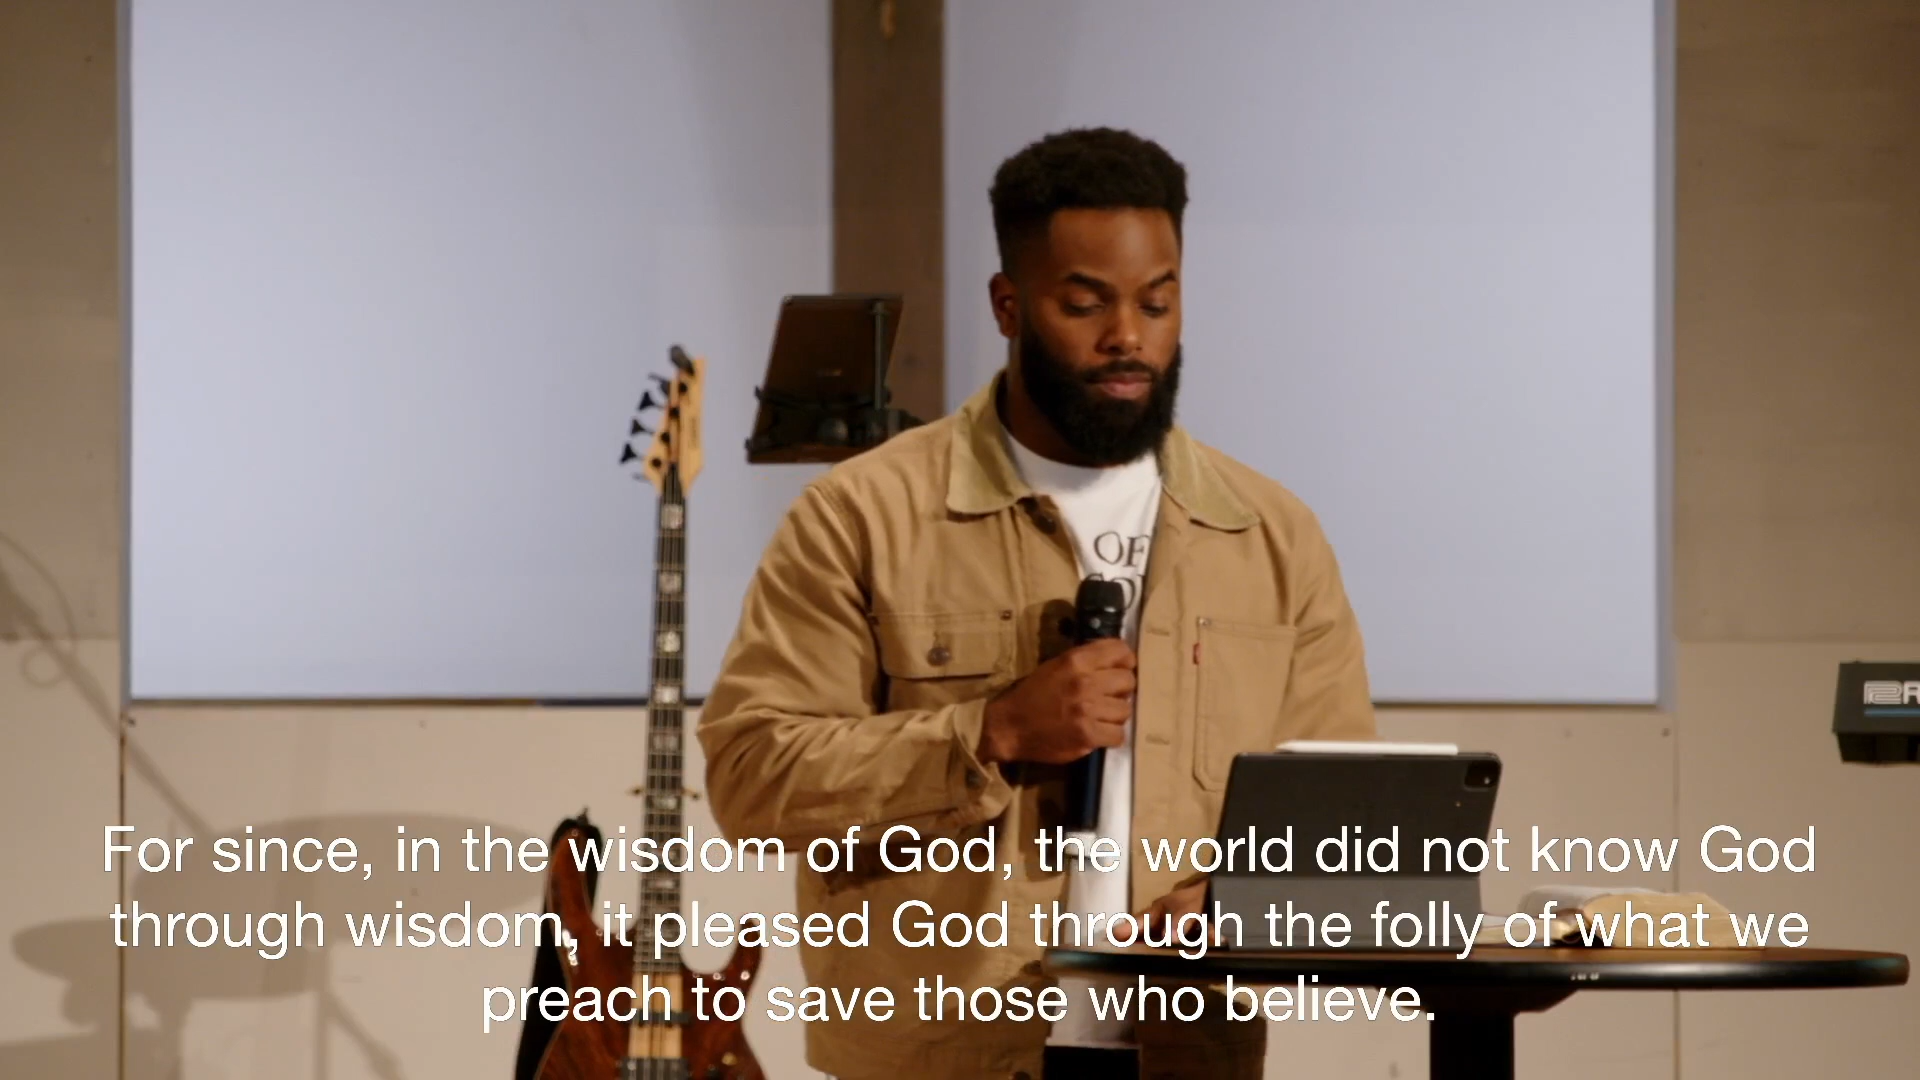 OF
For since, in the wisdom of God, the world did not know God
through wisdom, it pleased God through the folly of what we
preach to save those who believe.